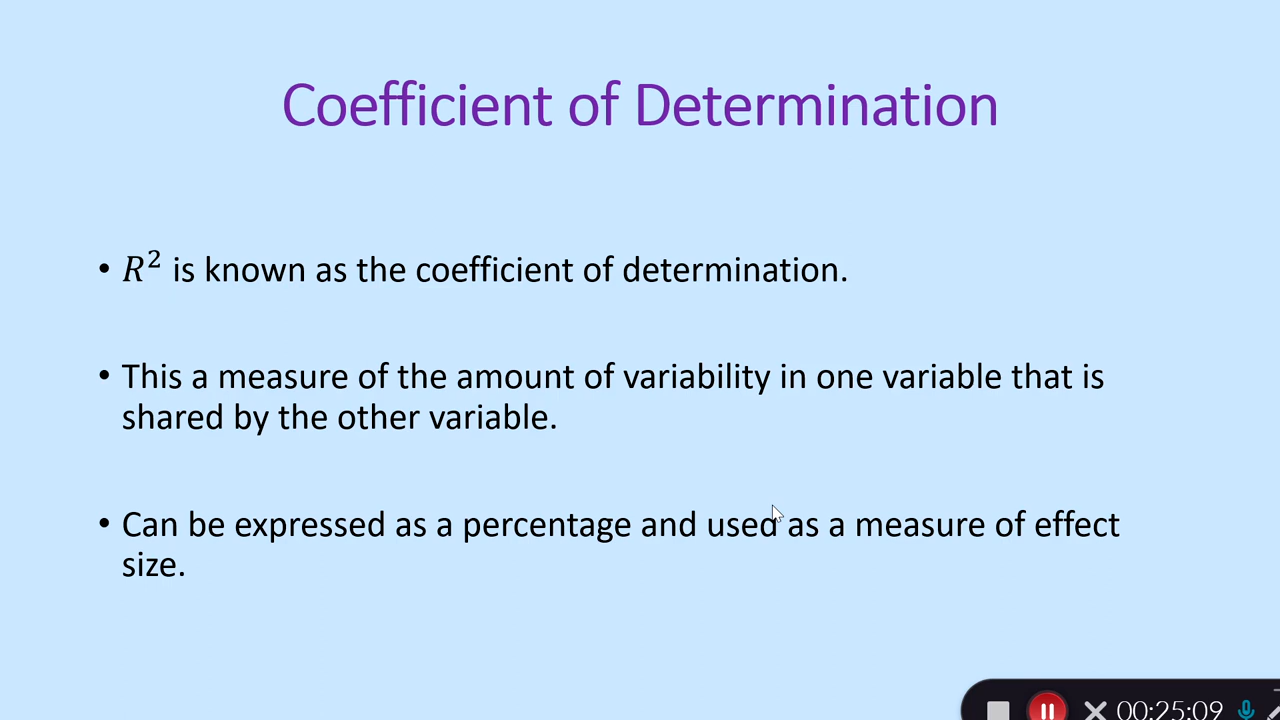 Coefficient of Determination
• R² is known as the coefficient of determination.
• This a measure of the amount of variability in one variable that is
shared by the other variable.
• Can be expressed as a percentage and used as a measure of effect
size.
00:25:09